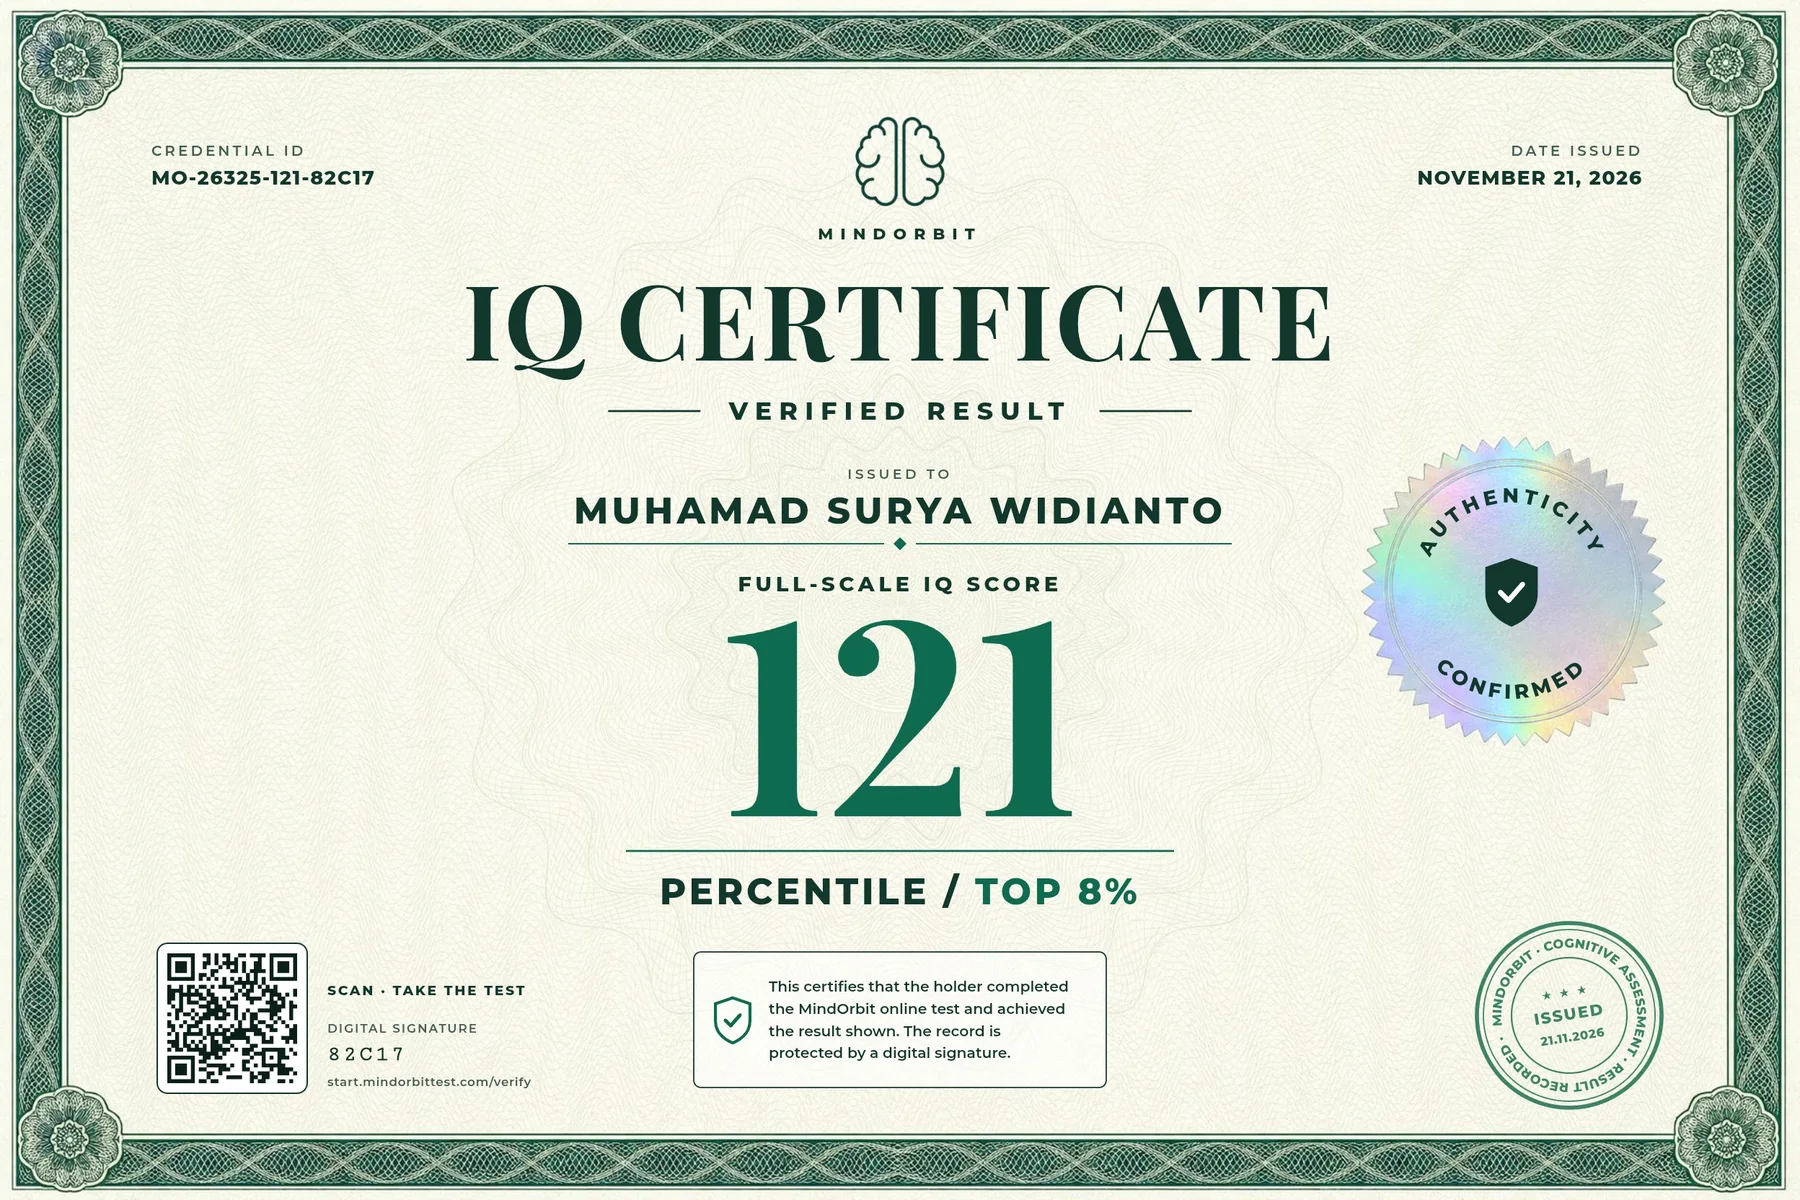 CREDENTIAL ID
MO-26325-121-82C17
MINDORBIT
DATE ISSUED
NOVEMBER 21, 2026
IQ CERTIFICATE
VERIFIED RESULT
ISSUED TO
MUHAMAD SURYA WIDIANTO
FULL-SCALE IQ SCORE
121
PERCENTILE / TOP 8%
AUTHENTICITY
CONFIRMED
SCAN · TAKE THE TEST
DIGITAL SIGNATURE
82C17
start.mindorbittest.com/verify
This certifies that the holder completed
the MindOrbit online test and achieved
the result shown. The record is
protected by a digital signature.
MINDORBIT · COGNITIVE ASSESSMENT · RESULT RECORDED ·
ISSUED
21.11.2026